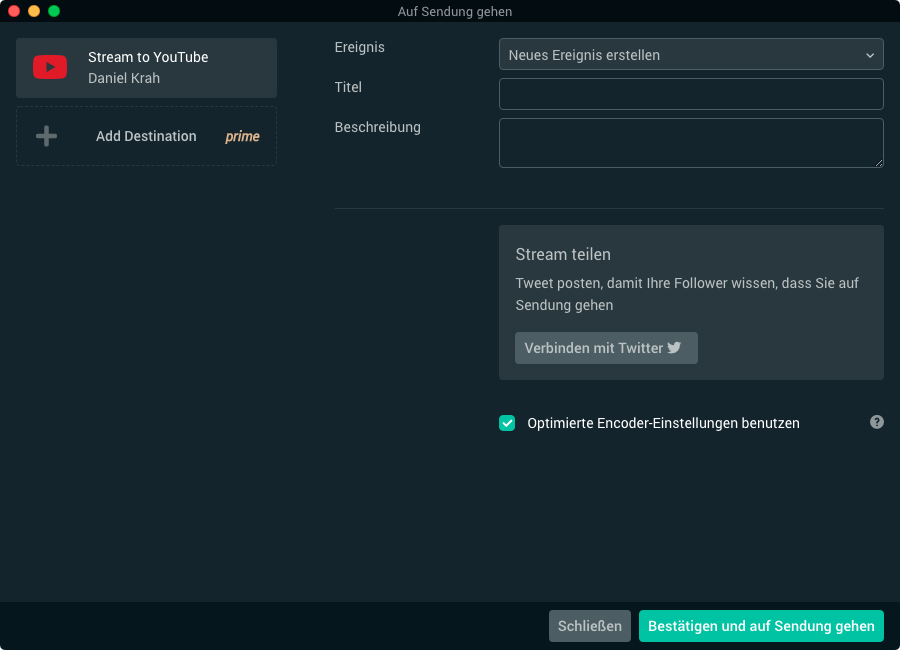 Auf Sendung gehen
Stream to YouTube
Daniel Krah
Add Destination prime
Ereignis
Neues Ereignis erstellen
Titel
Beschreibung
Stream teilen
Tweet posten, damit Ihre Follower wissen, dass Sie auf
Sendung gehen
Verbinden mit Twitter
Optimierte Encoder-Einstellungen benutzen
?
Schließen
Bestätigen und auf Sendung gehen